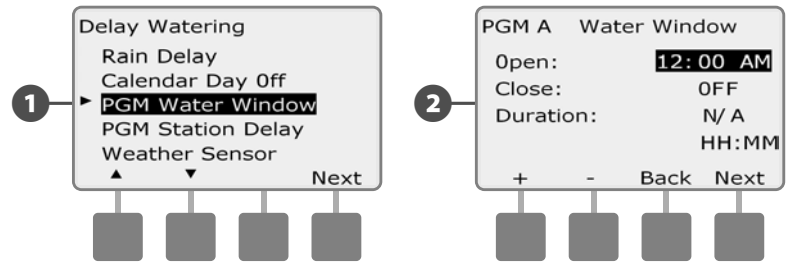 1
Delay Watering
Rain Delay
Calendar Day Off
► PGM Water Window
PGM Station Delay
Weather Sensor
▲ ▼ Next
2
PGM A Water Window
Open: 12:00 AM
Close: OFF
Duration: N/A
HH:MM
+ - Back Next